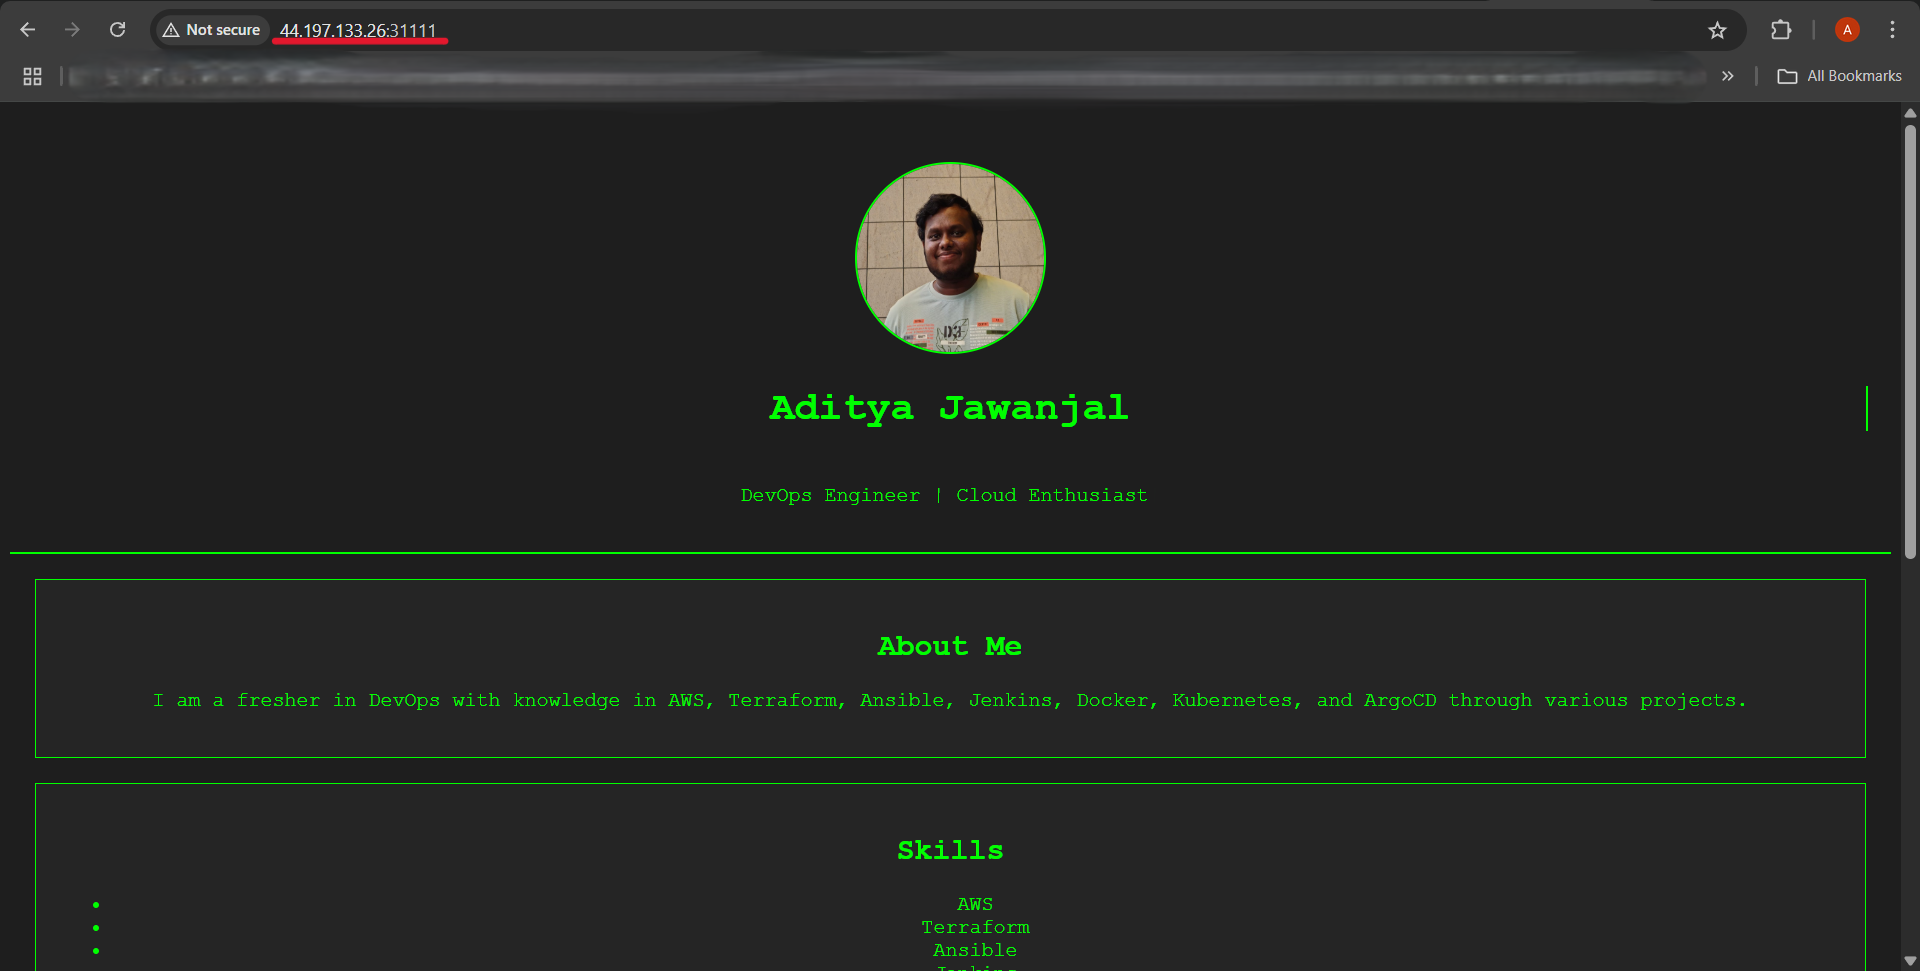 Not secure
44.197.133.26:31111
A
All Bookmarks
Aditya Jawanjal
DevOps Engineer | Cloud Enthusiast
About Me
I am a fresher in DevOps with knowledge in AWS, Terraform, Ansible, Jenkins, Docker, Kubernetes, and ArgoCD through various projects.
Skills
AWS
Terraform
Ansible
Jenkins